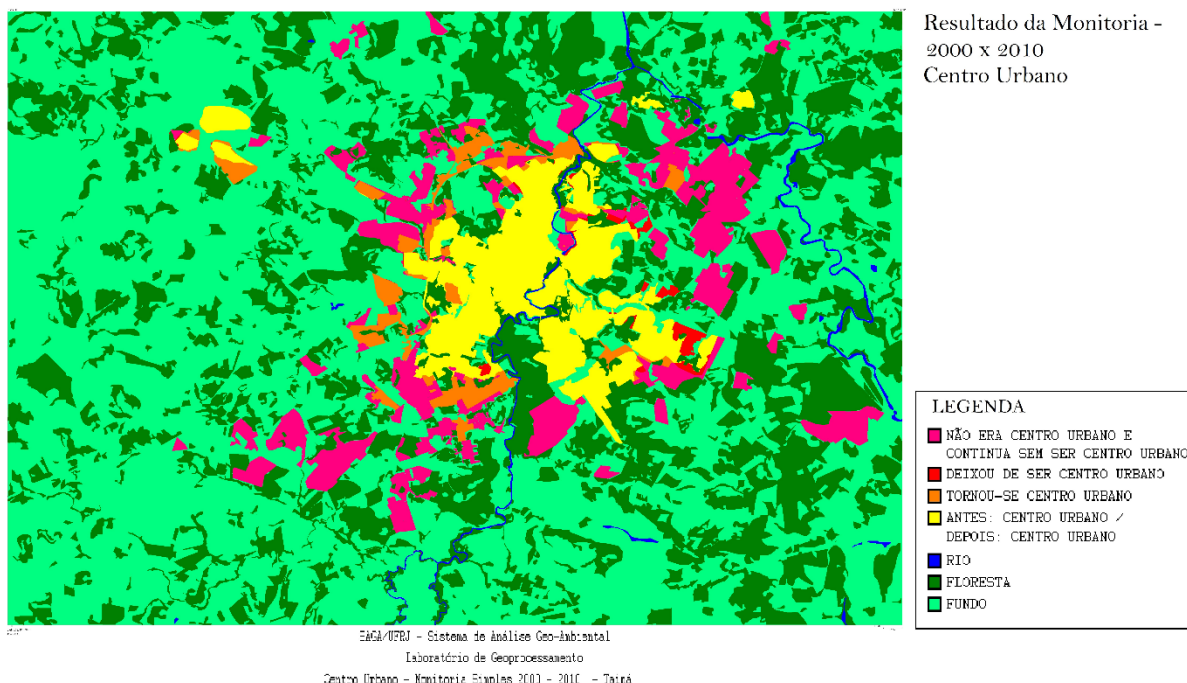 Resultado da Monitoria -
2000 x 2010
Centro Urbano
LEGENDA
NÃO ERA CENTRO URBANO E
CONTINUA SEM SER CENTRO URBANO
DEIXOU DE SER CENTRO URBANO
TORNOU-SE CENTRO URBANO
ANTES: CENTRO URBANO /
DEPOIS: CENTRO URBANO
RIO
FLORESTA
FUNDO
SAGA/UFRJ - Sistema de Análise Geo-Ambiental
Laboratório de Geoprocessamento
Centro Urbano - Monitoria Simples 2000 - 2010 - Tainá